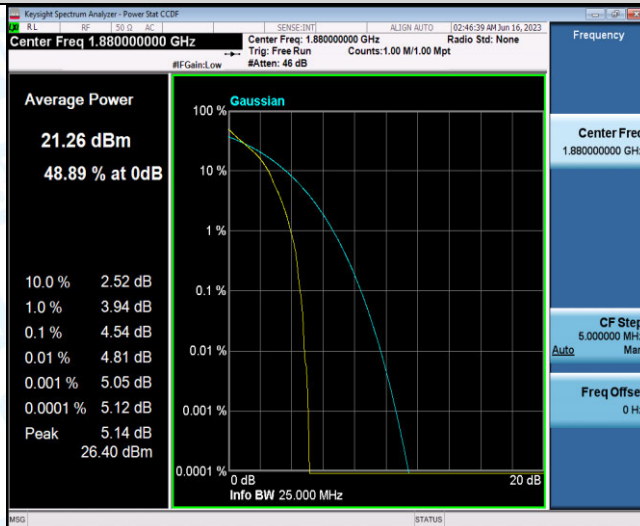 Keysight Spectrum Analyzer - Power Stat CCDF
RL RF 50 Ω AC SENSE:INT ALIGN AUTO 02:46:39 AM Jun 16, 2023
Center Freq 1.880000000 GHz
Center Freq: 1.880000000 GHz Radio Std: None
Trig: Free Run Counts:1.00 M/1.00 Mpt
#IFGain:Low #Atten: 46 dB
Frequency
Average Power
21.26 dBm
48.89 % at 0dB
10.0 % 2.52 dB
1.0 % 3.94 dB
0.1 % 4.54 dB
0.01 % 4.81 dB
0.001 % 5.05 dB
0.0001 % 5.12 dB
Peak 5.14 dB
26.40 dBm
Gaussian
100 %
10 %
1 %
0.1 %
0.01 %
0.001 %
0.0001 %
0 dB 20 dB
Info BW 25.000 MHz
Center Freq
1.880000000 GHz
CF Step
5.000000 MHz
Auto Man
Freq Offset
0 Hz
MSG STATUS